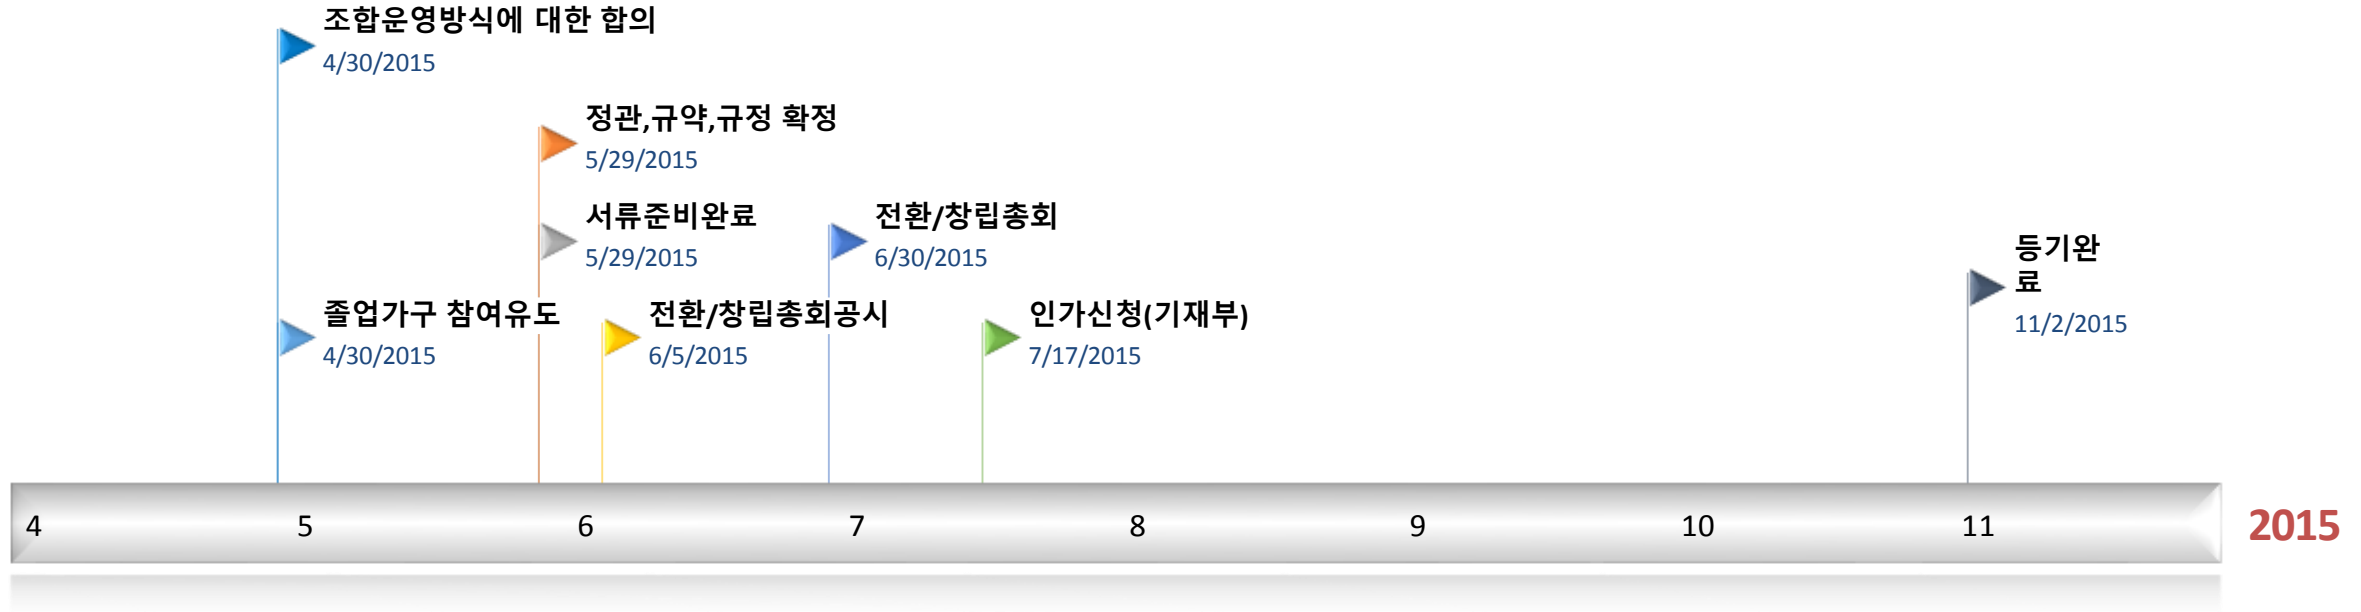 조합운영방식에 대한 합의
4/30/2015
정관,규약,규정 확정
5/29/2015
서류준비완료
5/29/2015
전환/창립총회
6/30/2015
등기완
료
11/2/2015
졸업가구 참여유도
4/30/2015
전환/창립총회공시
6/5/2015
인가신청(기재부)
7/17/2015
4 5 6 7 8 9 10 11 2015